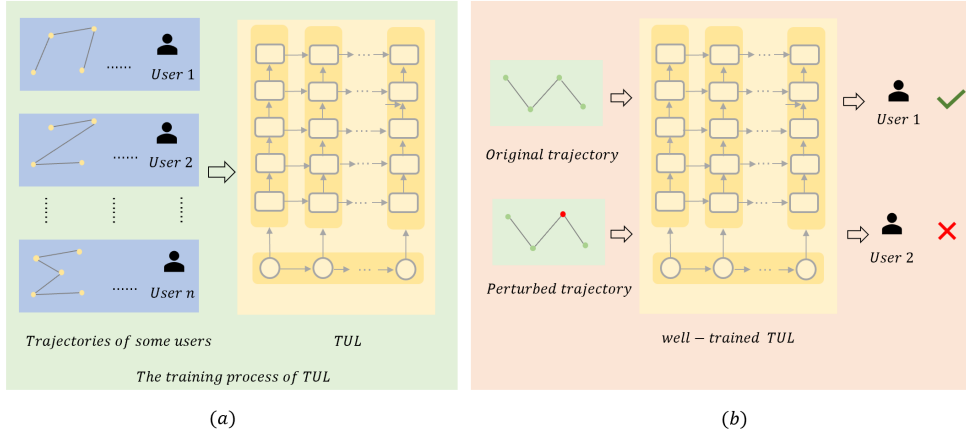 User 1
User 2
User n
Trajectories of some users
TUL
The training process of TUL
(a)
Original trajectory
User 1
Perturbed trajectory
User 2
well − trained TUL
(b)